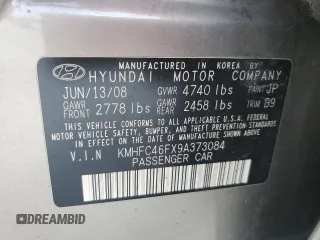 MANUFACTURED IN KOREA BY
HYUNDAI MOTOR COMPANY
JUN/13/08 GVWR 4740 lbs PAINT JP
GAWR FRONT 2778 lbs GAWR REAR 2458 lbs TRIM B9
THIS VEHICLE CONFORMS TO ALL APPLICABLE
FEDERAL MOTOR VEHICLE SAFETY, BUMPER, AND
THEFT PREVENTION STANDARDS IN EFFECT ON
THE DATE OF MANUFACTURE SHOWN ABOVE.
V.I.N KMHFC46FX9A373084
PASSENGER CAR
DEALERSHIP.COM